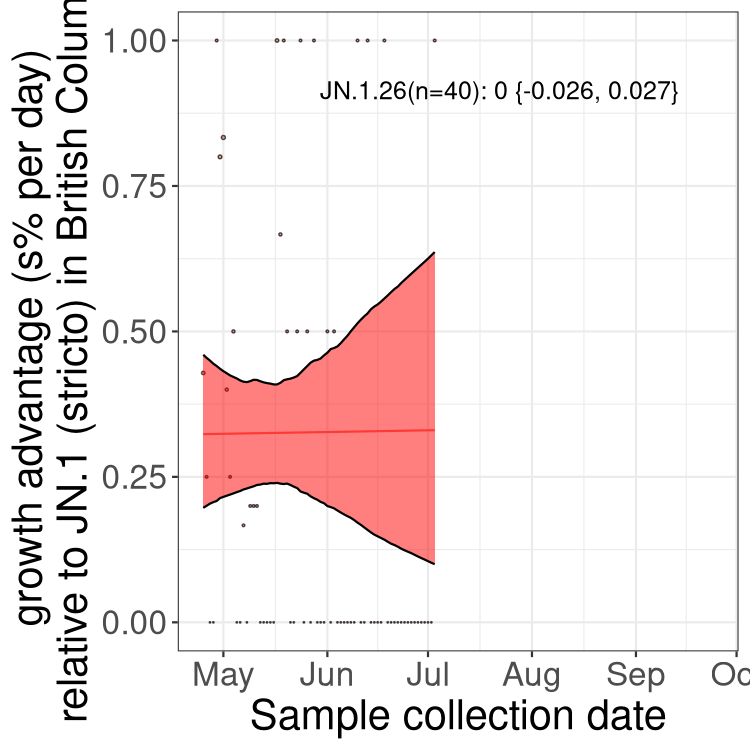 growth advantage (s% per day)
relative to JN.1 (stricto) in British Colum
1.00
0.75
0.50
0.25
0.00
JN.1.26(n=40): 0 {-0.026, 0.027}
May Jun Jul Aug Sep Oc
Sample collection date